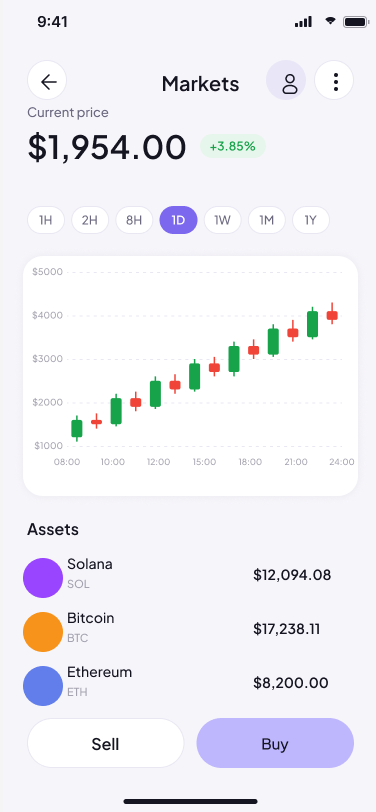 9:41
Markets
Current price
$1,954.00 +3.85%
1H 2H 8H 1D 1W 1M 1Y
$5000
$4000
$3000
$2000
$1000
08:00 10:00 12:00 15:00 18:00 21:00 24:00
Assets
Solana
SOL
$12,094.08
Bitcoin
BTC
$17,238.11
Ethereum
ETH
$8,200.00
Sell Buy